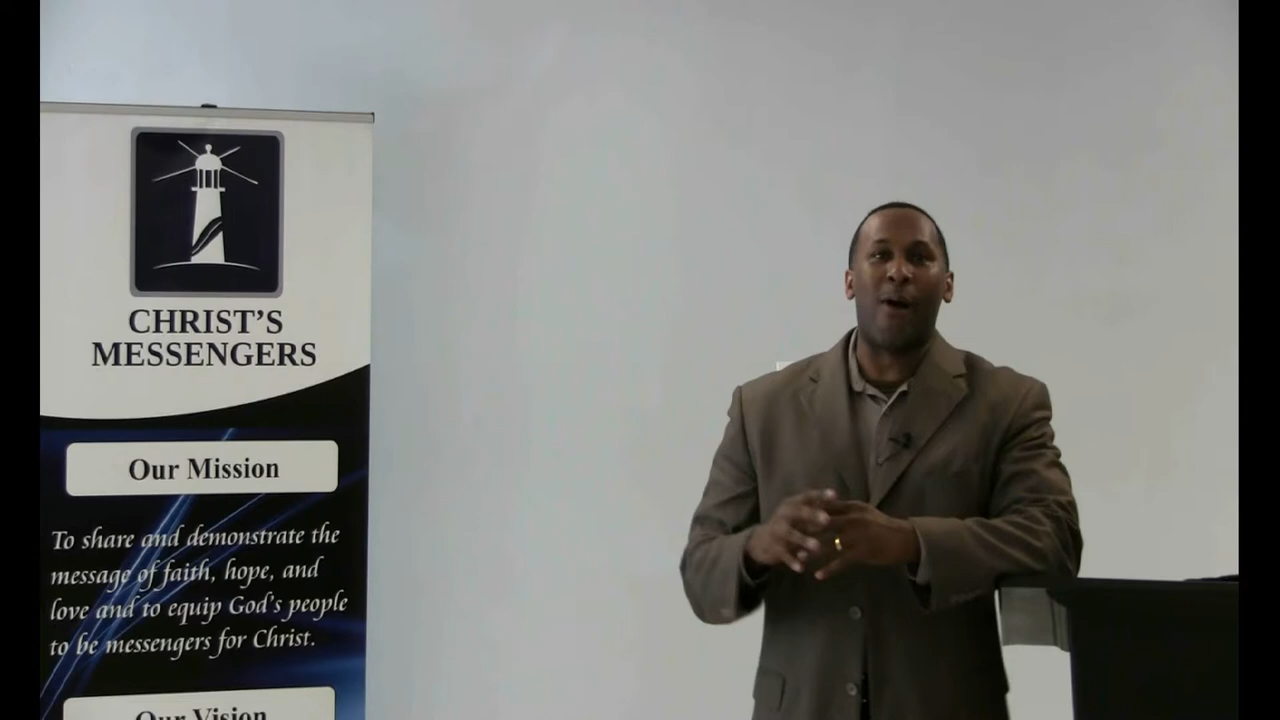 CHRIST'S
MESSENGERS
Our Mission
To share and demonstrate the
message of faith, hope, and
love and to equip God's people
to be messengers for Christ.
Our Vision